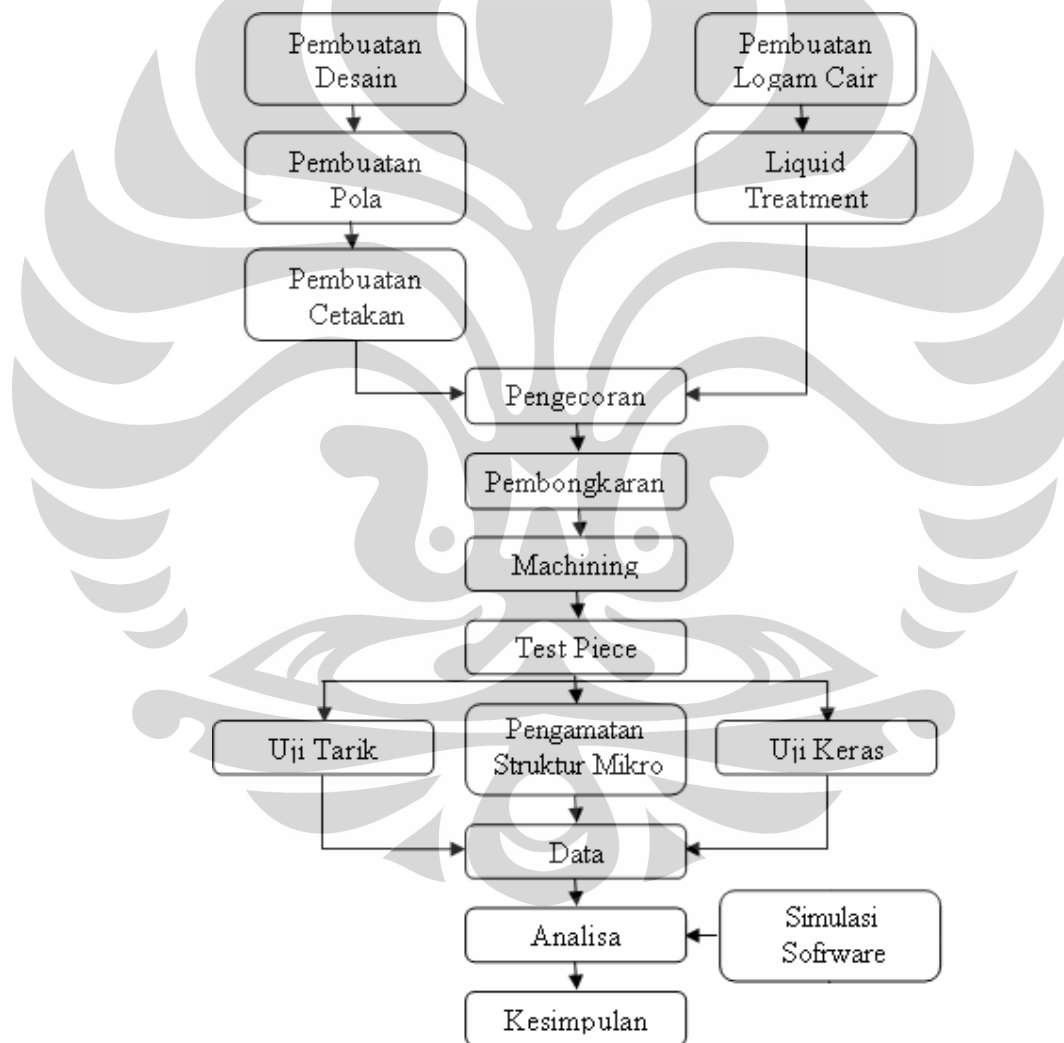 Pembuatan
Desain
Pembuatan
Logam Cair
Pembuatan
Pola
Liquid
Treatment
Pembuatan
Cetakan
Pengecoran
Pembongkaran
Machining
Test Piece
Uji Tarik
Pengamatan
Struktur Mikro
Uji Keras
Data
Analisa
Simulasi
Sofrware
Kesimpulan